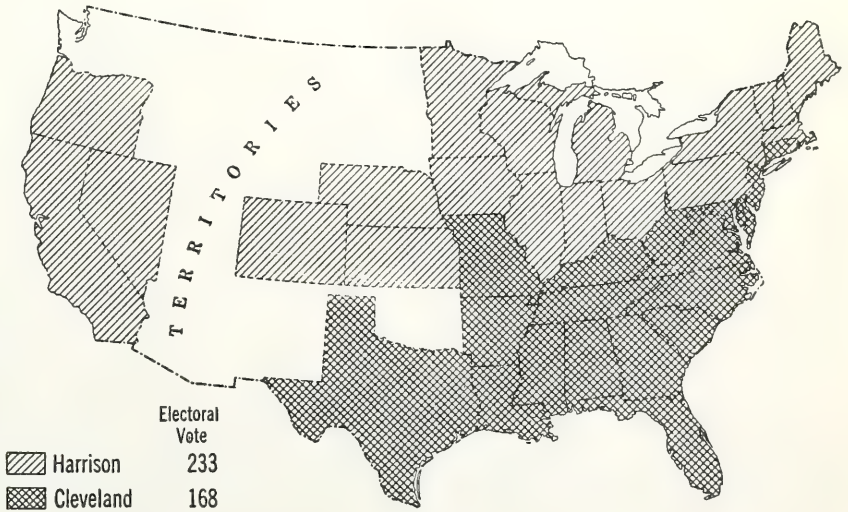 TERRITORIES
Electoral
Vote
Harrison 233
Cleveland 168